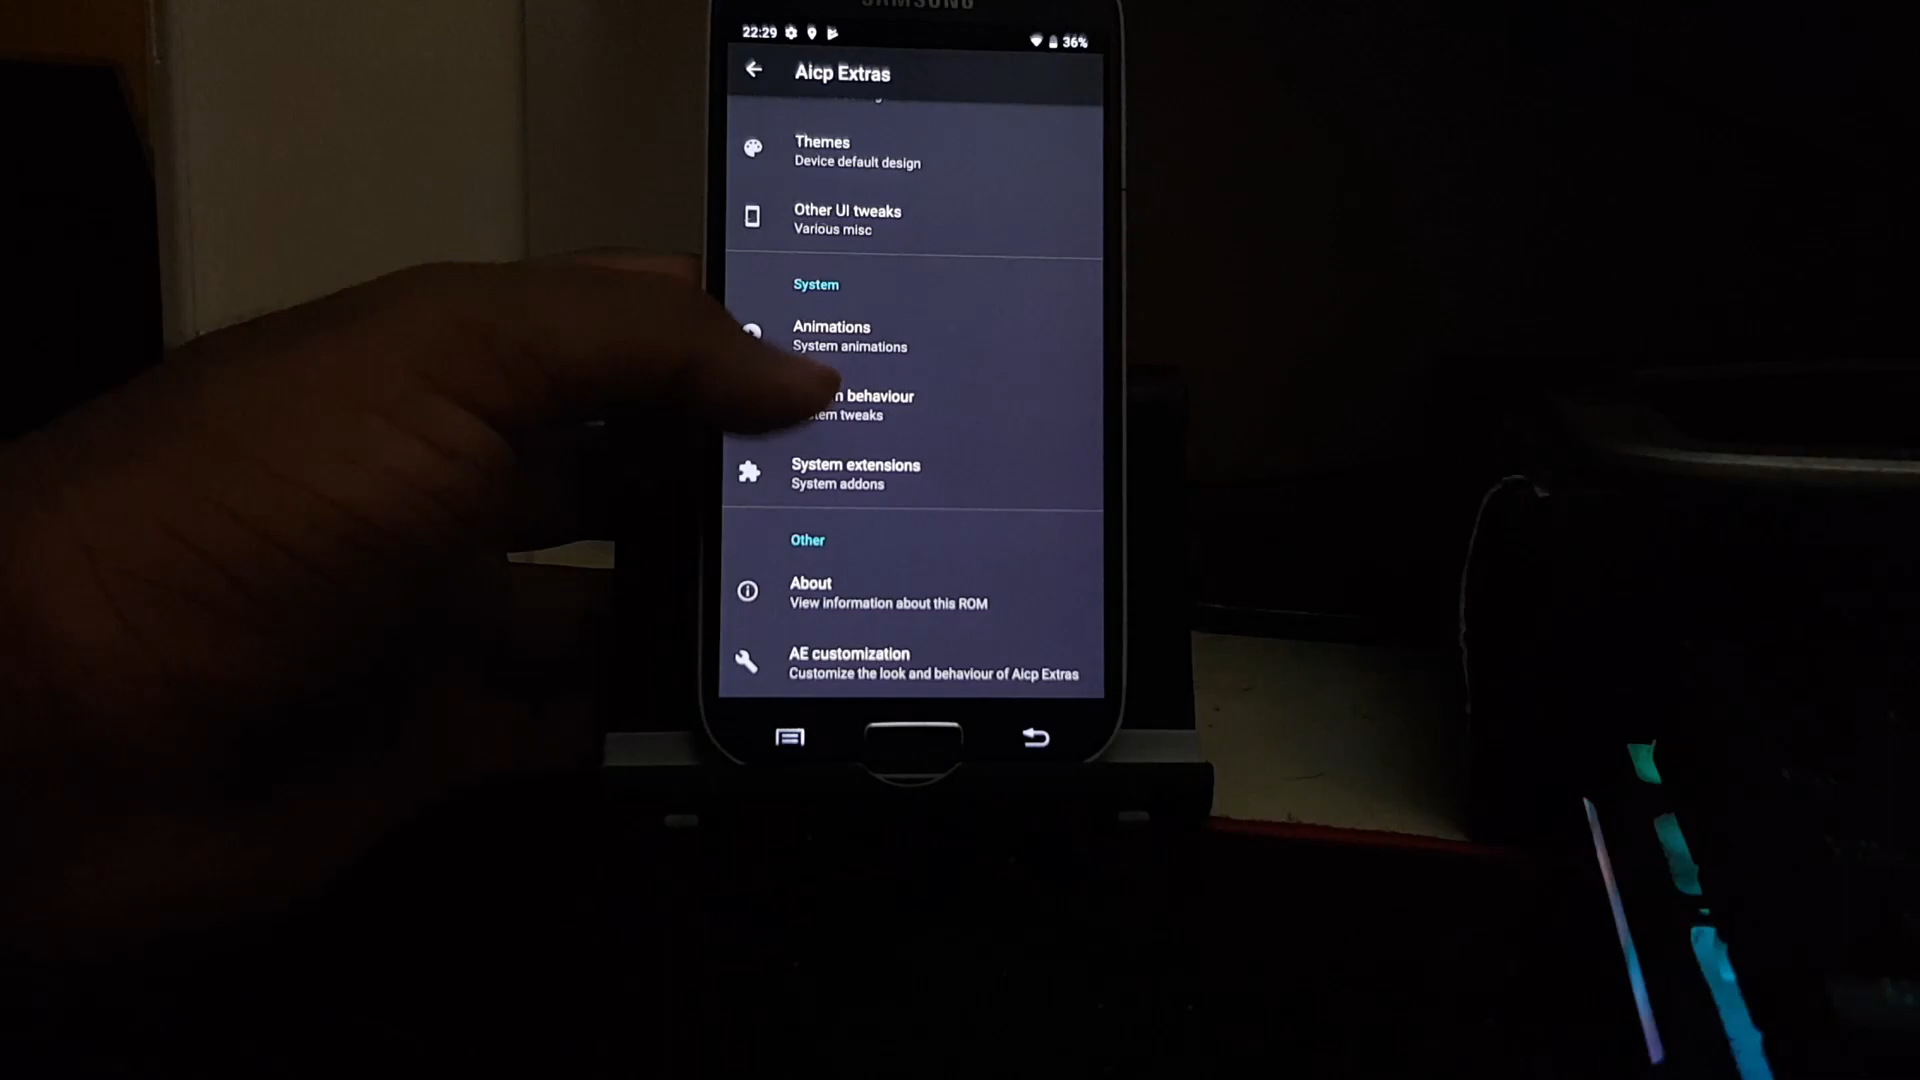 SAMSUNG
22:29
36%
Aicp Extras
Themes
Device default design
Other UI tweaks
Various misc
System
Animations
System animations
behaviour
tweaks
System extensions
System addons
Other
About
View information about this ROM
AE customization
Customize the look and behaviour of Aicp Extras